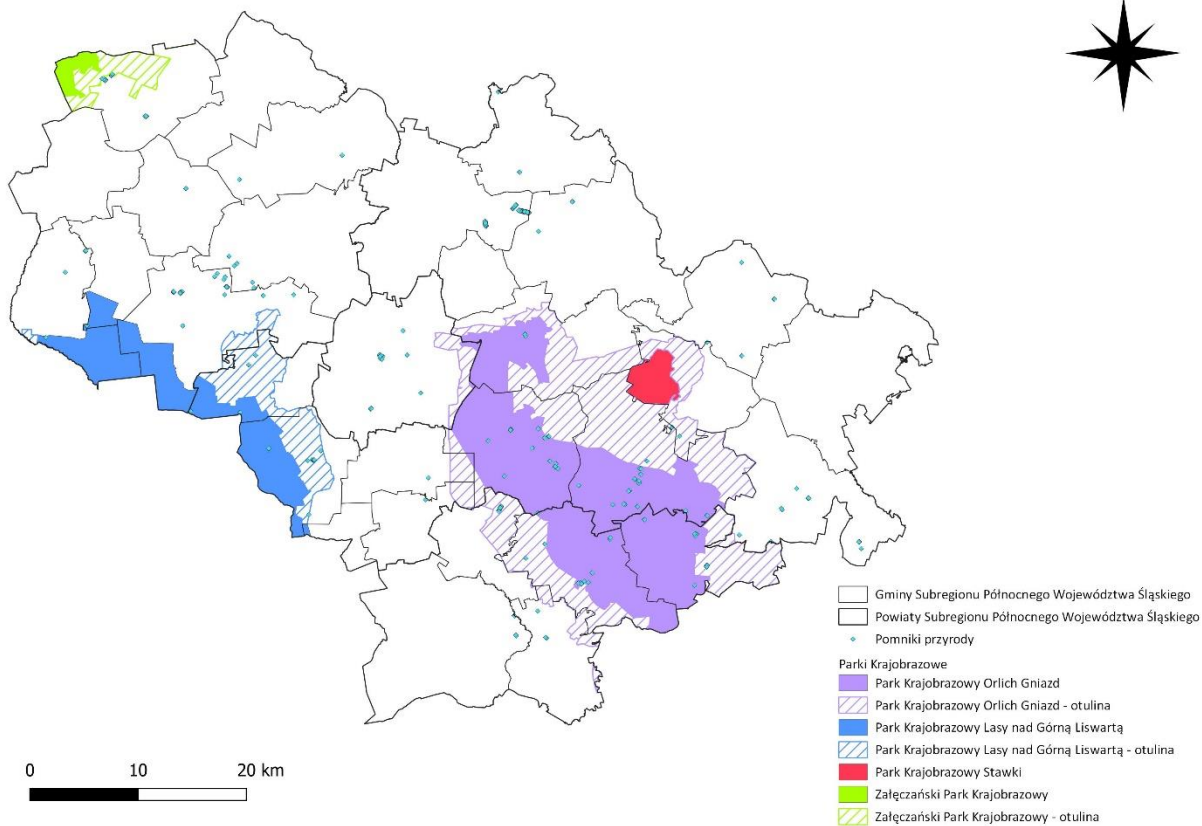 Gminy Subregionu Północnego Województwa Śląskiego
Powiaty Subregionu Północnego Województwa Śląskiego
Pomniki przyrody
Parki Krajobrazowe
Park Krajobrazowy Orlich Gniazd
Park Krajobrazowy Orlich Gniazd - otulina
Park Krajobrazowy Lasy nad Górną Liswartą
Park Krajobrazowy Lasy nad Górną Liswartą - otulina
Park Krajobrazowy Stawki
Załęczański Park Krajobrazowy
Załęczański Park Krajobrazowy - otulina
0 10 20 km